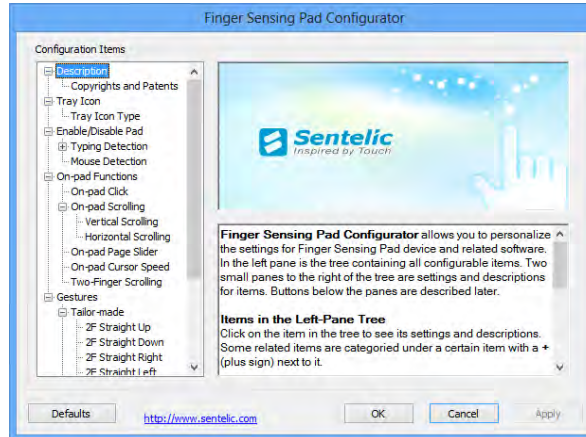 Finger Sensing Pad Configurator
Configuration Items
Description
Copyrights and Patents
Tray Icon
Tray Icon Type
Enable/Disable Pad
Typing Detection
Mouse Detection
On-pad Functions
On-pad Click
On-pad Scrolling
Vertical Scrolling
Horizontal Scrolling
On-pad Page Slider
On-pad Cursor Speed
Two-Finger Scrolling
Gestures
Tailor-made
2F Straight Up
2F Straight Down
2F Straight Right
2F Straight Left
Sentelic
Inspired by Touch
Finger Sensing Pad Configurator allows you to personalize
the settings for Finger Sensing Pad device and related software.
In the left pane is the tree containing all configurable items. Two
small panes to the right of the tree are settings and descriptions
for items. Buttons below the panes are described later.
Items in the Left-Pane Tree
Click on the item in the tree to see its settings and descriptions.
Some related items are categoried under a certain item with a +
(plus sign) next to it.
Defaults
http://www.sentelic.com
OK
Cancel
Apply